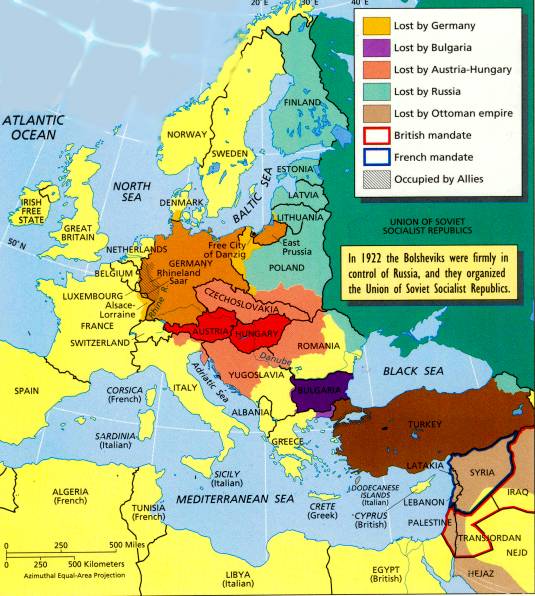 20°E
30°E
40°E
Lost by Germany
Lost by Bulgaria
Lost by Austria-Hungary
Lost by Russia
Lost by Ottoman empire
British mandate
French mandate
Occupied by Allies
ATLANTIC
OCEAN
FINLAND
NORWAY
SWEDEN
NORTH
SEA
BALTIC SEA
ESTONIA
LATVIA
LITHUANIA
DENMARK
IRISH
FREE
STATE
GREAT
BRITAIN
50°N
UNION OF SOVIET
SOCIALIST REPUBLICS
NETHERLANDS
Free City
of Danzig
East
Prussia
GERMANY
BELGIUM
Rhineland
Saar
POLAND
In 1922 the Bolsheviks were firmly in
control of Russia, and they organized
the Union of Soviet Socialist Republics.
LUXEMBOURG
Alsace-
Lorraine
Rhine R.
CZECHOSLOVAKIA
FRANCE
SWITZERLAND
AUSTRIA
HUNGARY
ROMANIA
Danube R.
YUGOSLAVIA
BLACK SEA
Adriatic Sea
ITALY
SPAIN
CORSICA
(French)
BULGARIA
ALBANIA
SARDINIA
(Italian)
GREECE
TURKEY
LATAKIA
SYRIA
SICILY
(Italian)
DODECANESE
ISLANDS
(Italian)
ALGERIA
(French)
TUNISIA
(French)
MEDITERRANEAN SEA
CRETE
(Greek)
CYPRUS
(British)
LEBANON
IRAQ
PALESTINE
TRANSJORDAN
NEJD
0 250 500 Miles
0 250 500 Kilometers
Azimuthal Equal-Area Projection
LIBYA
(Italian)
EGYPT
(British)
HEJAZ